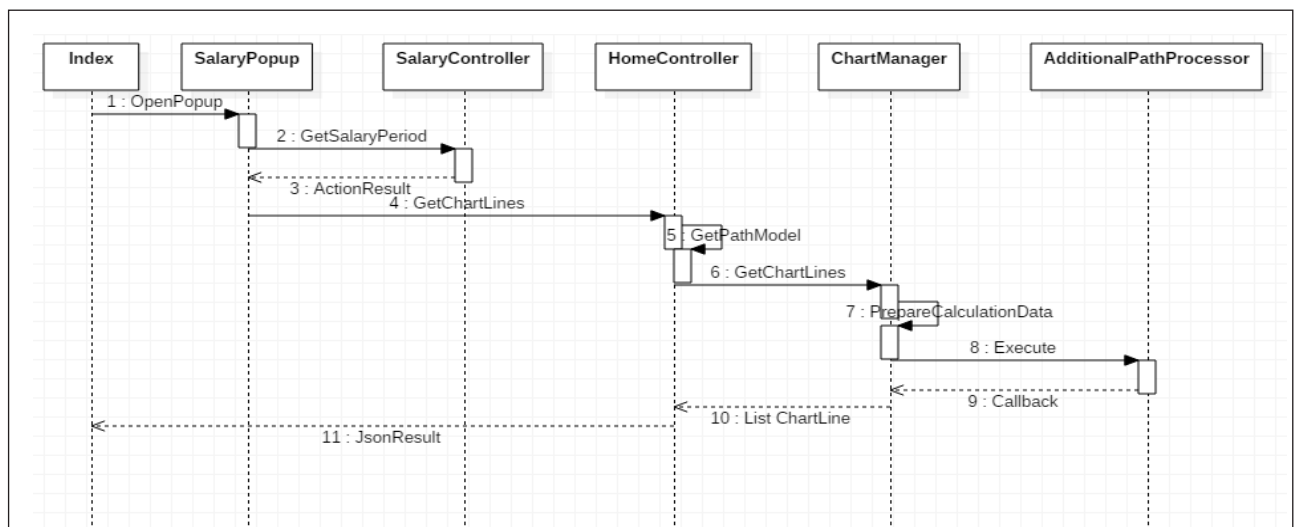 Index
SalaryPopup
SalaryController
HomeController
ChartManager
AdditionalPathProcessor
1 : OpenPopup
2 : GetSalaryPeriod
3 : ActionResult
4 : GetChartLines
5 : GetPathModel
6 : GetChartLines
7 : PrepareCalculationData
8 : Execute
9 : Callback
10 : List ChartLine
11 : JsonResult